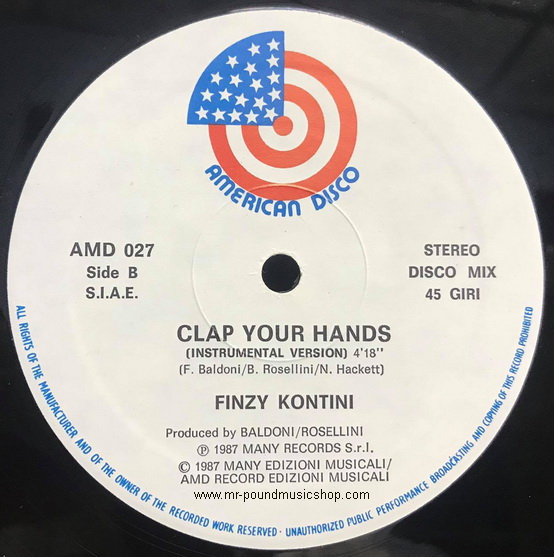 AMERICAN DISCO
AMD 027
Side B
S.I.A.E.
STEREO
DISCO MIX
45 GIRI
CLAP YOUR HANDS
(INSTRUMENTAL VERSION) 4'18''
(F. Baldoni/B. Rosellini/N. Hackett)
FINZY KONTINI
Produced by BALDONI/ROSELLINI
℗ 1987 MANY RECORDS S.r.l.
© 1987 MANY EDIZIONI MUSICALI/
AMD RECORD EDIZIONI MUSICALI
www.mr-poundmusicshop.com
ALL RIGHTS OF THE MANUFACTURER AND OF THE OWNER OF THE RECORDED WORK RESERVED - UNAUTHORIZED PUBLIC PERFORMANCE BROADCASTING AND COPYING OF THIS RECORD PROHIBITED